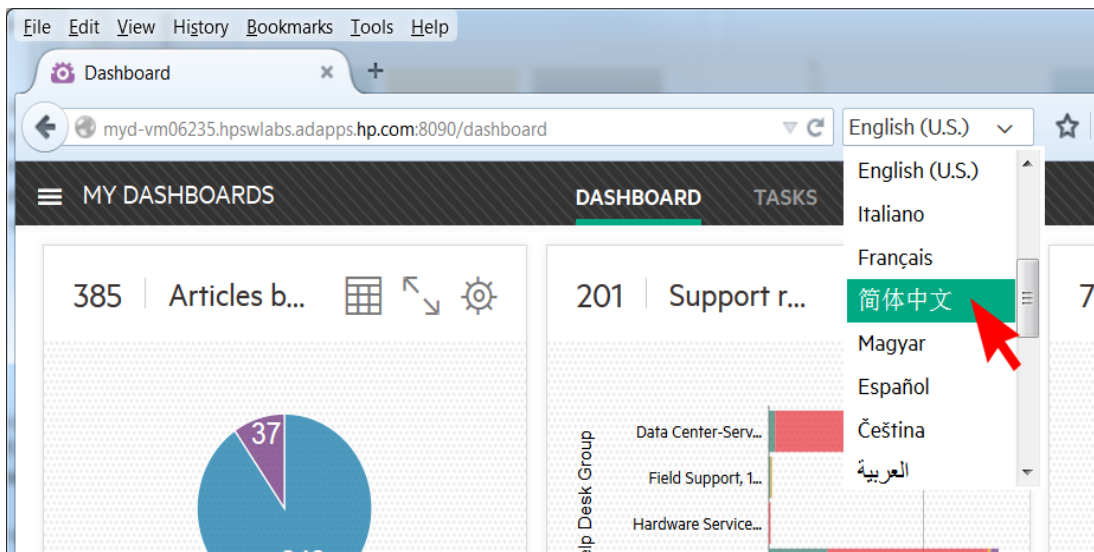 File Edit View History Bookmarks Tools Help
Dashboard
myd-vm06235.hpswlabs.adapps.hp.com:8090/dashboard
English (U.S.)
English (U.S.)
Italiano
Français
简体中文
Magyar
Español
Čeština
العربية
MY DASHBOARDS
DASHBOARD TASKS
385 Articles b...
37
201 Support r...
Help Desk Group
Data Center-Serv...
Field Support, 1...
Hardware Service...
7